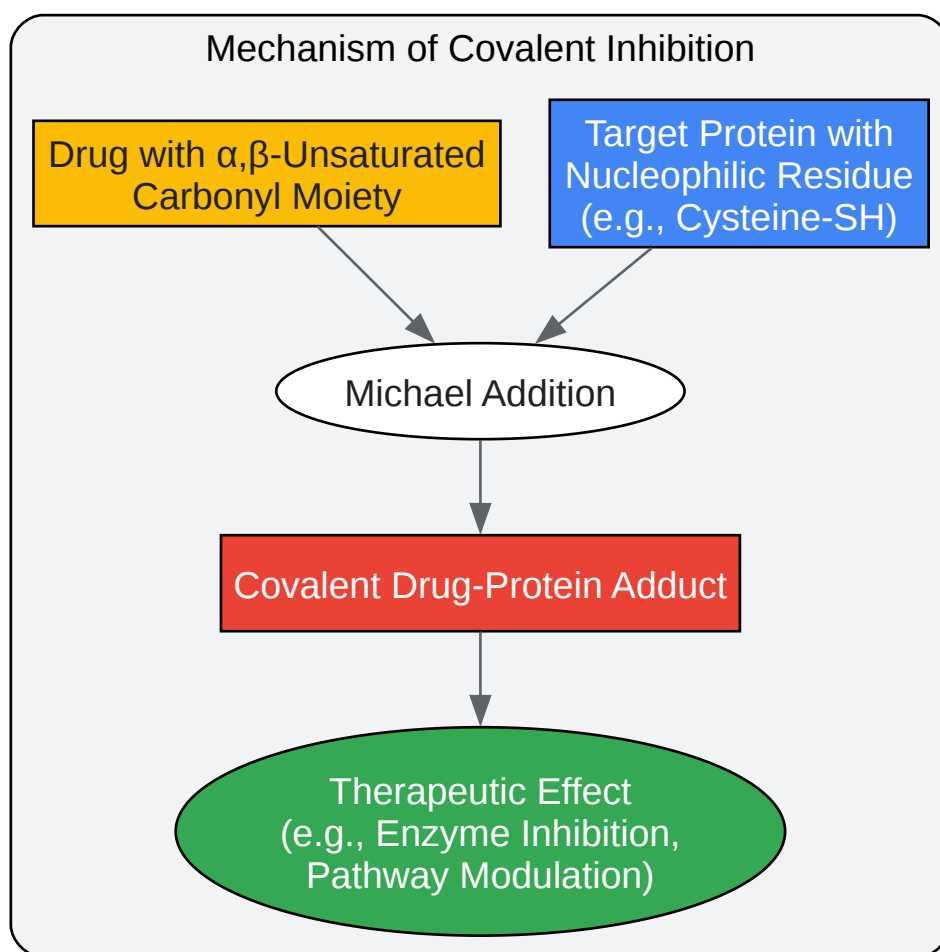 Mechanism of Covalent Inhibition
Drug with α,β-Unsaturated
Carbonyl Moiety
Target Protein with
Nucleophilic Residue
(e.g., Cysteine-SH)
Michael Addition
Covalent Drug-Protein Adduct
Therapeutic Effect
(e.g., Enzyme Inhibition,
Pathway Modulation)